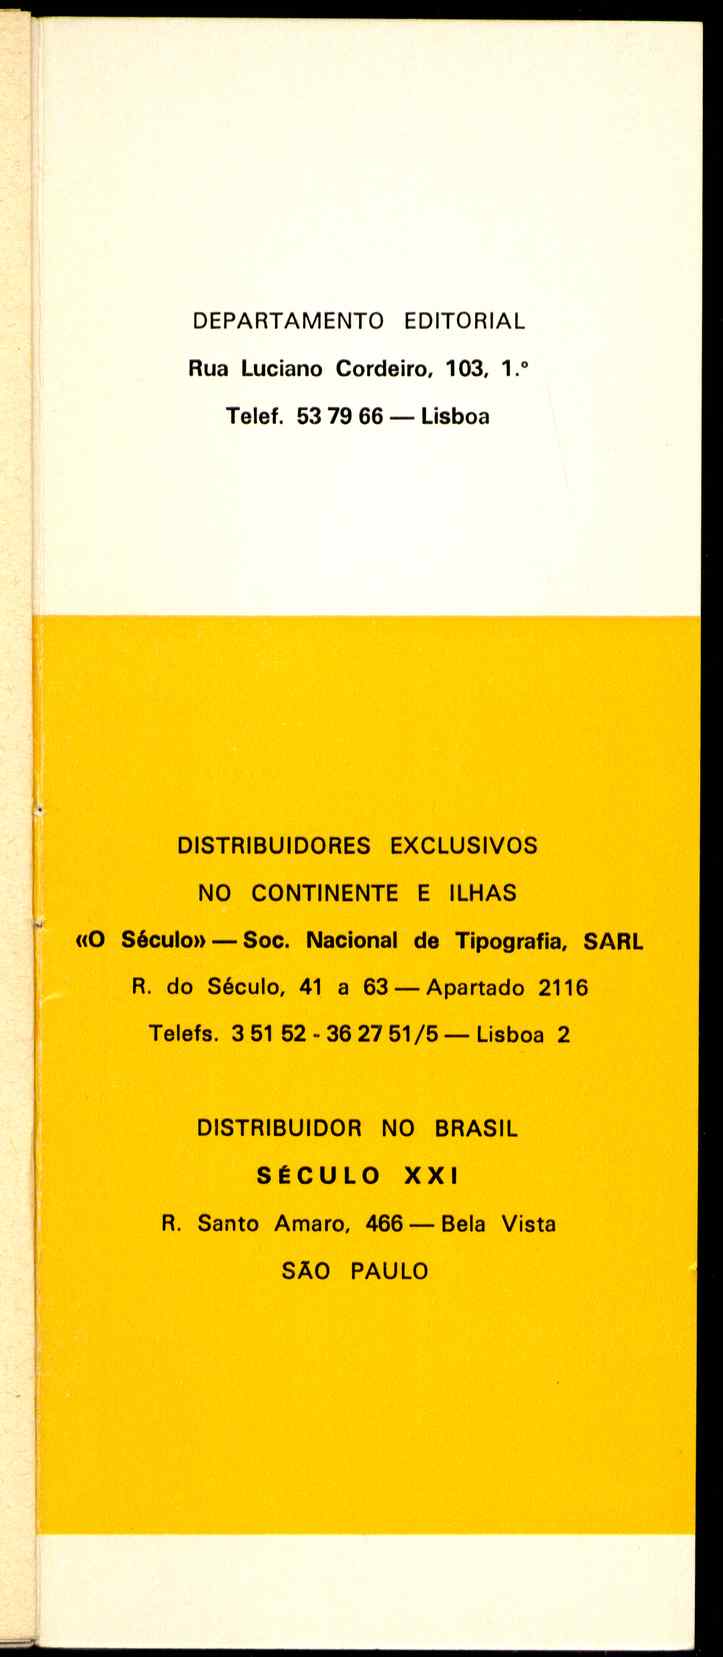 DEPARTAMENTO EDITORIAL
Rua Luciano Cordeiro, 103, 1.º
Telef. 53 79 66 — Lisboa
DISTRIBUIDORES EXCLUSIVOS
NO CONTINENTE E ILHAS
«O Século» — Soc. Nacional de Tipografia, SARL
R. do Século, 41 a 63 — Apartado 2116
Telefs. 3 51 52 - 36 27 51/5 — Lisboa 2
DISTRIBUIDOR NO BRASIL
SÉCULO XXI
R. Santo Amaro, 466 — Bela Vista
SÃO PAULO